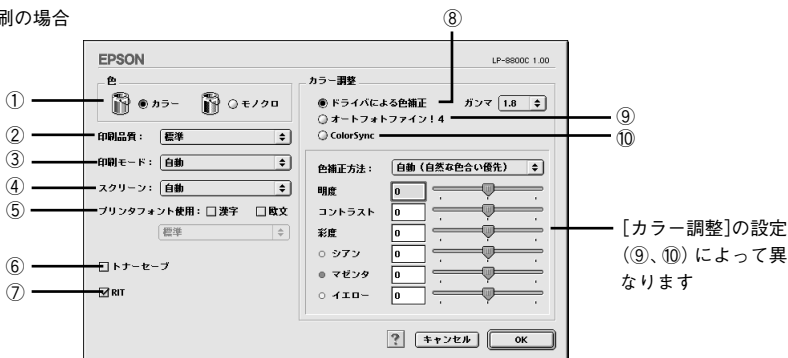 刷の場合
⑧
EPSON
LP-8800C 1.00
色
カラー調整
①
カラー
モノクロ
ドライバによる色補正
ガンマ 1.8
オートフォトファイン！4
⑨
ColorSync
⑩
②
印刷品質： 標準
③
印刷モード： 自動
④
スクリーン： 自動
⑤
プリンタフォント使用： 漢字 欧文
標準
⑥
トナーセーブ
⑦
RIT
色補正方法： 自動（自然な色合い優先）
明度 0
コントラスト 0
彩度 0
シアン 0
マゼンタ 0
イエロー 0
［カラー調整］の設定
（⑨、⑩）によって異
なります
? キャンセル OK